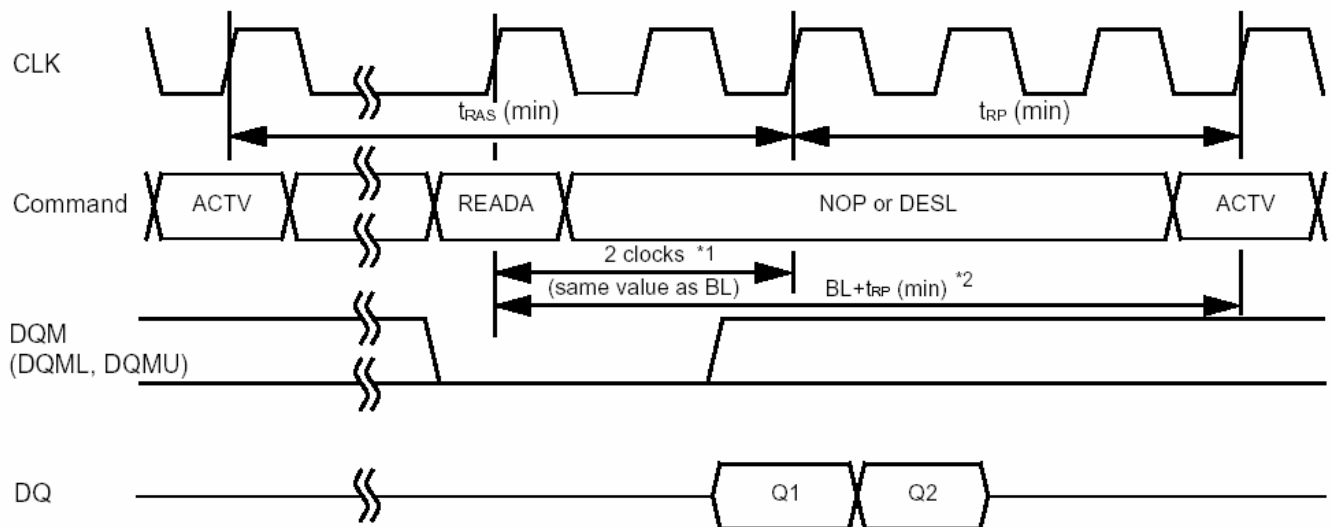 CLK
tRAS (min)
tRP (min)
Command
ACTV
READA
NOP or DESL
ACTV
2 clocks *1
(same value as BL)
BL+tRP (min) *2
DQM
(DQML, DQMU)
DQ
Q1
Q2